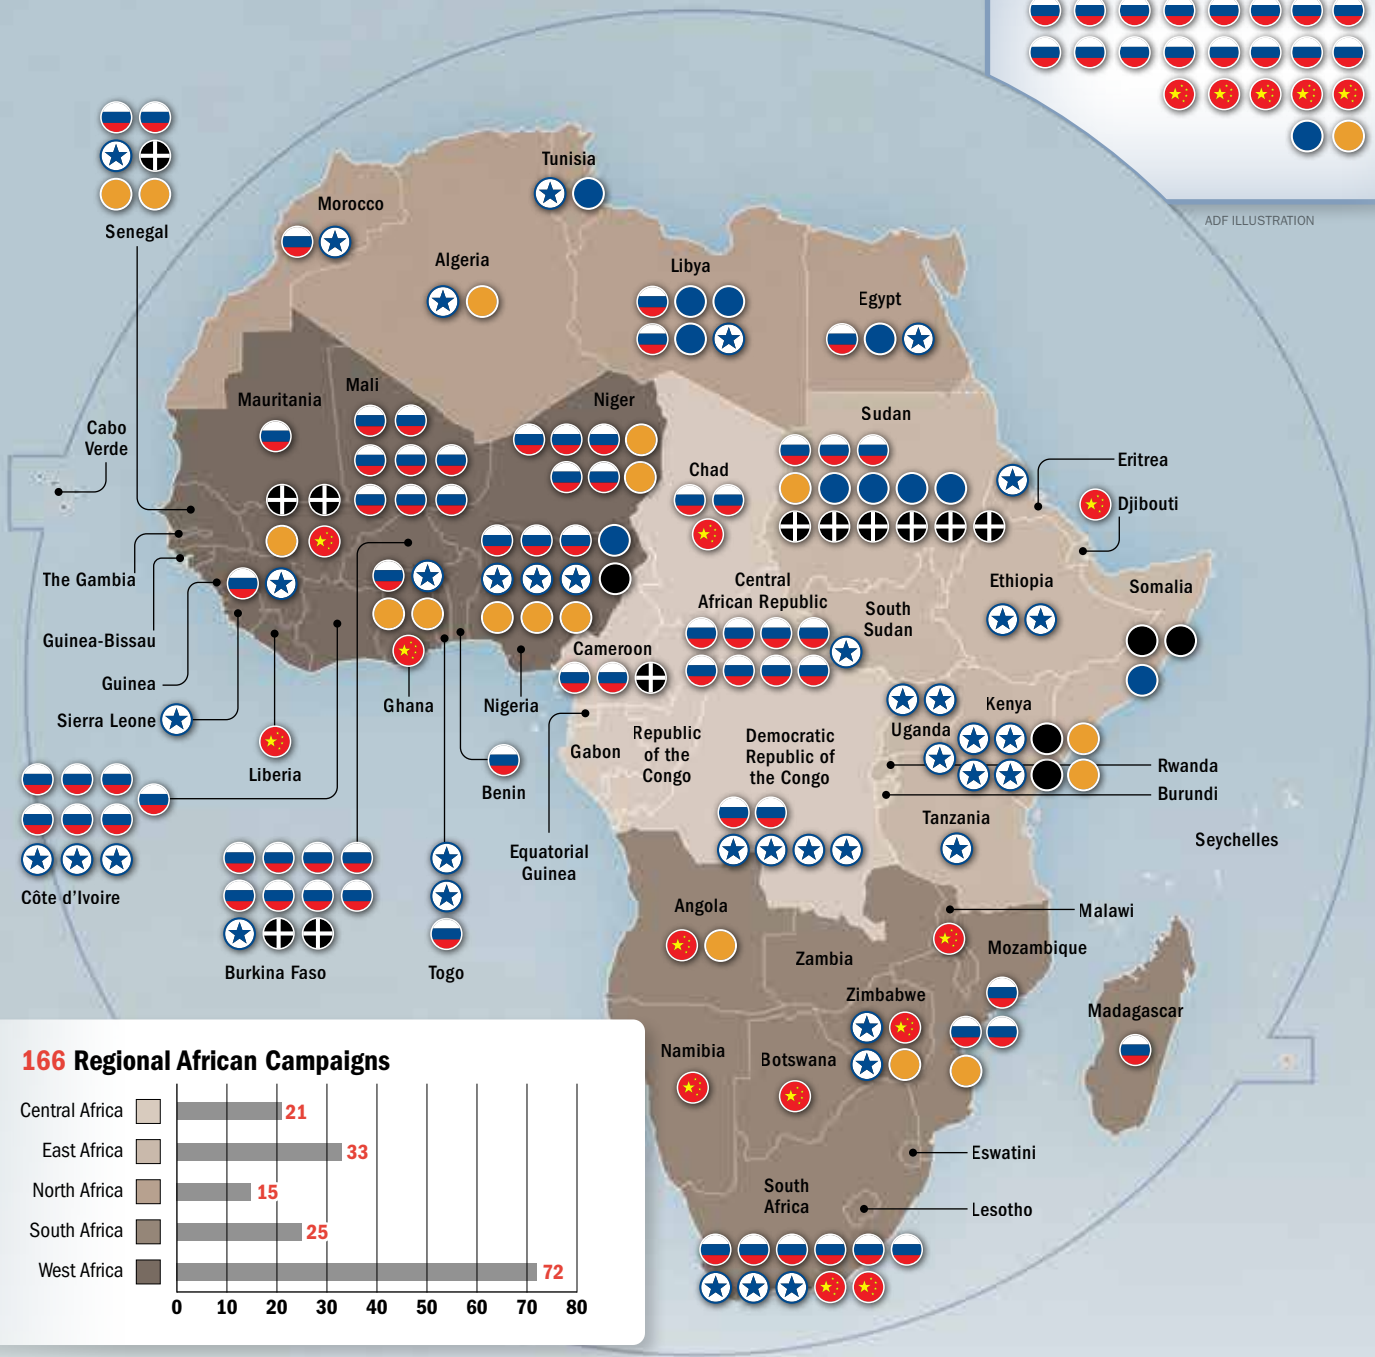 ADF ILLUSTRATION
Senegal
Tunisia
Morocco
Algeria
Libya
Egypt
Mauritania
Mali
Niger
Sudan
Chad
Cabo
Verde
Eritrea
Djibouti
The Gambia
Guinea-Bissau
Guinea
Sierra Leone
Liberia
Ghana
Nigeria
Benin
Cameroon
Central
African Republic
South
Sudan
Ethiopia
Somalia
Kenya
Uganda
Rwanda
Burundi
Gabon
Republic
of the
Congo
Democratic
Republic of
the Congo
Tanzania
Seychelles
Equatorial
Guinea
Côte d'Ivoire
Burkina Faso
Togo
Angola
Zambia
Malawi
Mozambique
Zimbabwe
Madagascar
Namibia
Botswana
Eswatini
South
Africa
Lesotho
166 Regional African Campaigns
Central Africa 21
East Africa 33
North Africa 15
South Africa 25
West Africa 72
0 10 20 30 40 50 60 70 80